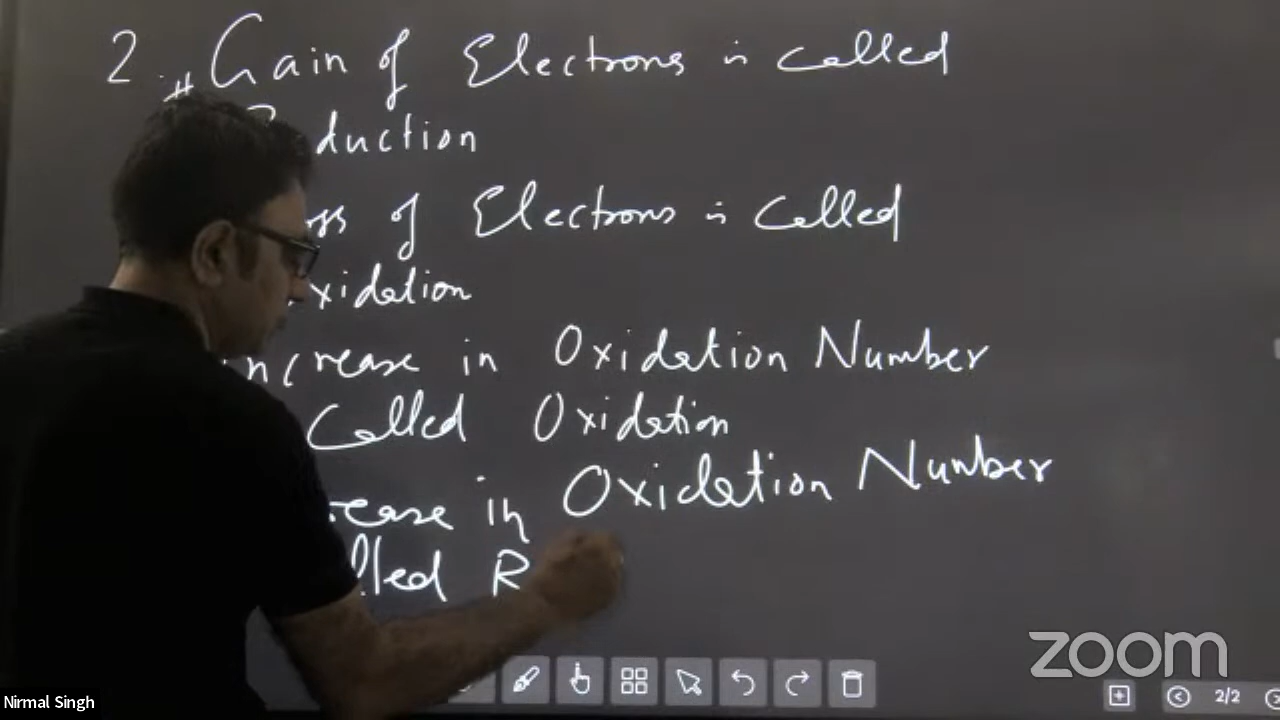 2. # Gain of Electrons is called
duction
of Electrons is Called
xidation
ncrease in Oxidation Number
Called Oxidation
rease in Oxidation Number
lled R
zoom
2/2
Nirmal Singh